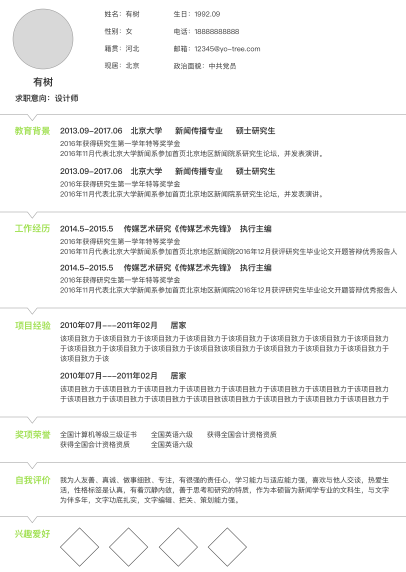 姓名：有树
生日：1992.09
性别：女
电话：18888888888
籍贯：河北
邮箱：12345@yo-tree.com
现居：北京
政治面貌：中共党员
有树
求职意向：设计师
教育背景
2013.09-2017.06 北京大学 新闻传播专业 硕士研究生
2016年获得研究生第一学年特等奖学金
2016年11月代表北京大学新闻系参加首页北京地区新闻院系研究生论坛，并发表演讲。
2013.09-2017.06 北京大学 新闻传播专业 硕士研究生
2016年获得研究生第一学年特等奖学金
2016年11月代表北京大学新闻系参加首页北京地区新闻院系研究生论坛，并发表演讲。
工作经历
2014.5-2015.5 传媒艺术研究《传媒艺术先锋》 执行主编
2016年获得研究生第一学年特等奖学金
2016年11月代表北京大学新闻系参加首页北京地区新闻院2016年12月获评研究生毕业论文开题答辩优秀报告人
2014.5-2015.5 传媒艺术研究《传媒艺术先锋》 执行主编
2016年获得研究生第一学年特等奖学金
2016年11月代表北京大学新闻系参加首页北京地区新闻院2016年12月获评研究生毕业论文开题答辩优秀报告人
项目经验
2010年07月---2011年02月 居家
该项目致力于该项目致力于该项目致力于该项目致力于该项目致力于该项目致力于该项目致力于该项目致力
于该项目致力于该项目致力于该项目致力于该项目致该项目致力于该项目致力于该项目致力于该项目致力于
该项目致力于该
2010年07月---2011年02月 居家
该项目致力于该项目致力于该项目致力于该项目致力于该项目致力于该项目致力于该项目致力于该项目致力
于该项目致力于该项目致力于该项目致力于该项目致该项目致力于该项目致力于该项目致力于该项目致力于
奖项荣誉
全国计算机等级三级证书 全国英语六级 获得全国会计资格资质
获得全国会计资格资质 全国英语六级
自我评价
我为人友善、真诚、做事细致、专注，有很强的责任心，学习能力与适应能力强，喜欢与他人交谈，热爱生
活，性格标签是认真，有着沉静内敛，善于思考和研究的特质，作为本硕皆为新闻学专业的文科生，与文字
为伴多年，文字功底扎实，文字编辑、把关、策划能力强。
兴趣爱好